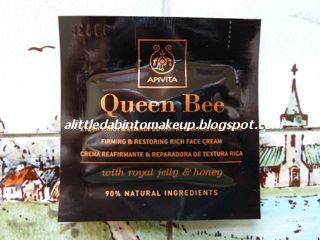 APIVITA
Queen Bee
alittledabintomakeup.blogspot.com
FIRMING & RESTORING RICH FACE CREAM
CREMA REAFIRMANTE & REPARADORA DE TEXTURA RICA
with royal jelly & honey
90% NATURAL INGREDIENTS